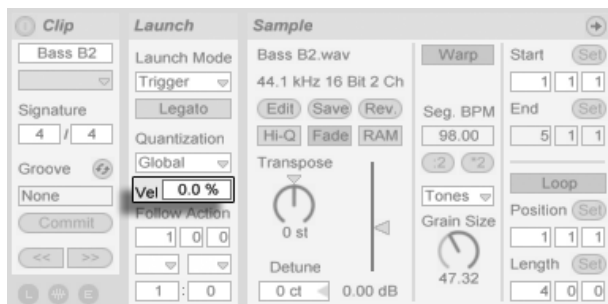 Clip
Bass B2
Signature
4 / 4
Groove
None
Commit
<< >>
L E
Launch
Launch Mode
Trigger
Legato
Quantization
Global
Vel 0.0 %
Follow Action
1 0 0
1 : 0
Sample
Bass B2.wav
44.1 kHz 16 Bit 2 Ch
Edit Save Rev.
Hi-Q Fade RAM
Transpose
0 st
Detune
0 ct 0.00 dB
Warp
Seg. BPM
98.00
:2 *2
Tones
Grain Size
47.32
Start Set
1 1 1
End Set
5 1 1
Loop
Position Set
1 1 1
Length Set
4 0 0